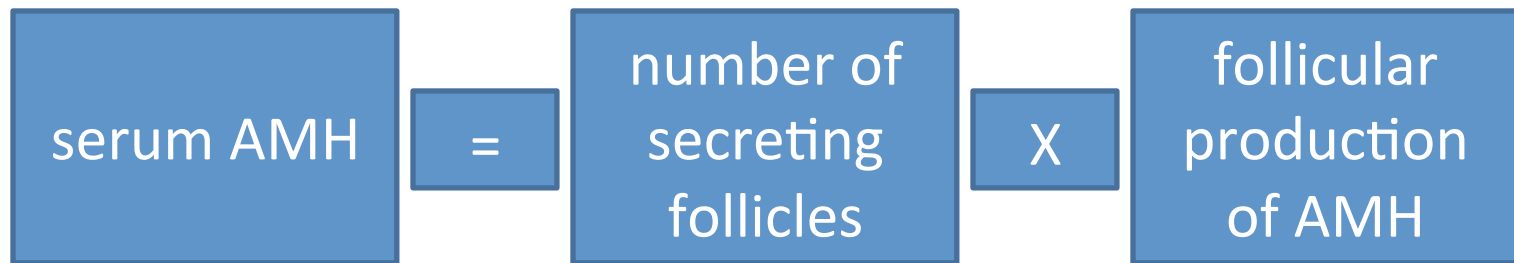 serum AMH
=
number of
secreting
follicles
X
follicular
production
of AMH